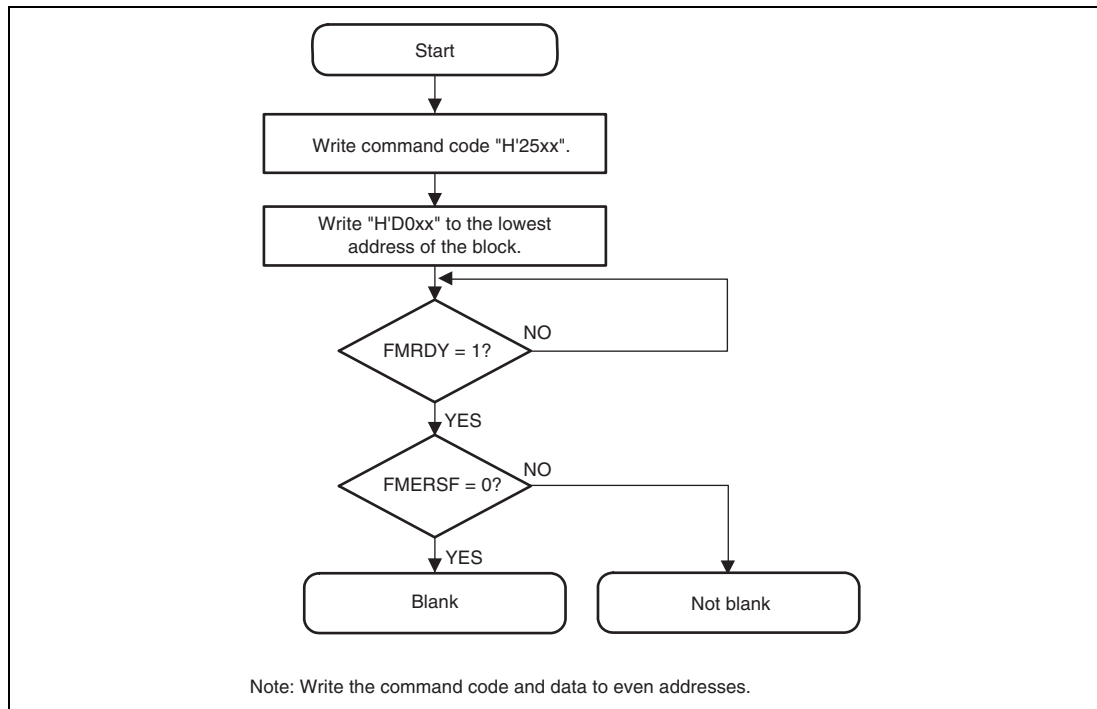 Start
Write command code "H'25xx".
Write "H'D0xx" to the lowest
address of the block.
FMRDY = 1?
NO
YES
FMERSF = 0?
NO
YES
Blank
Not blank
Note: Write the command code and data to even addresses.